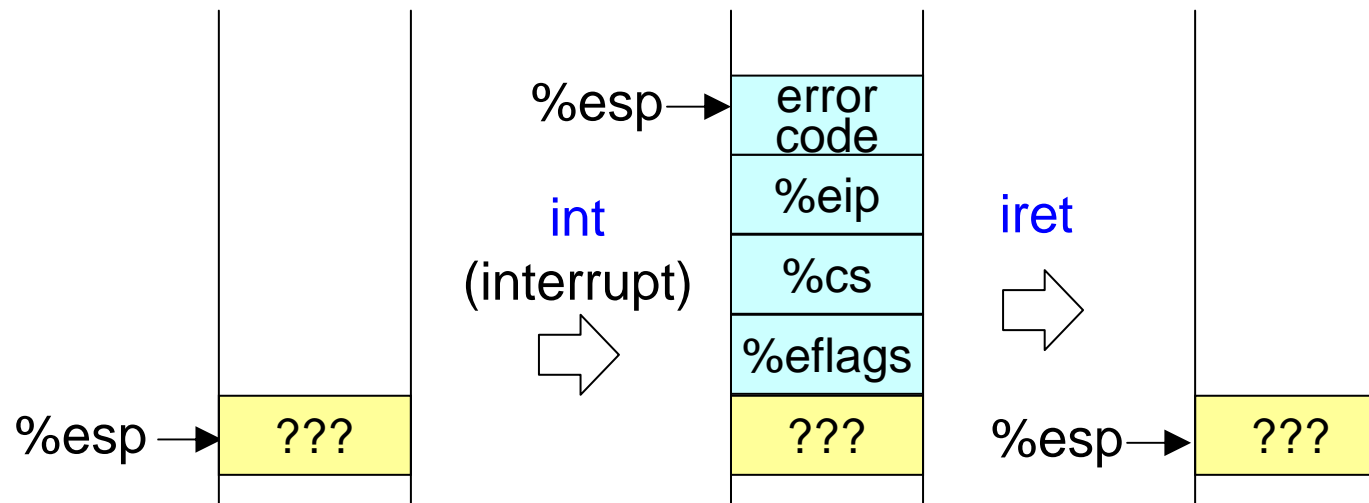 %esp
???
int
(interrupt)
%esp
error
code
%eip
%cs
%eflags
???
iret
%esp
???